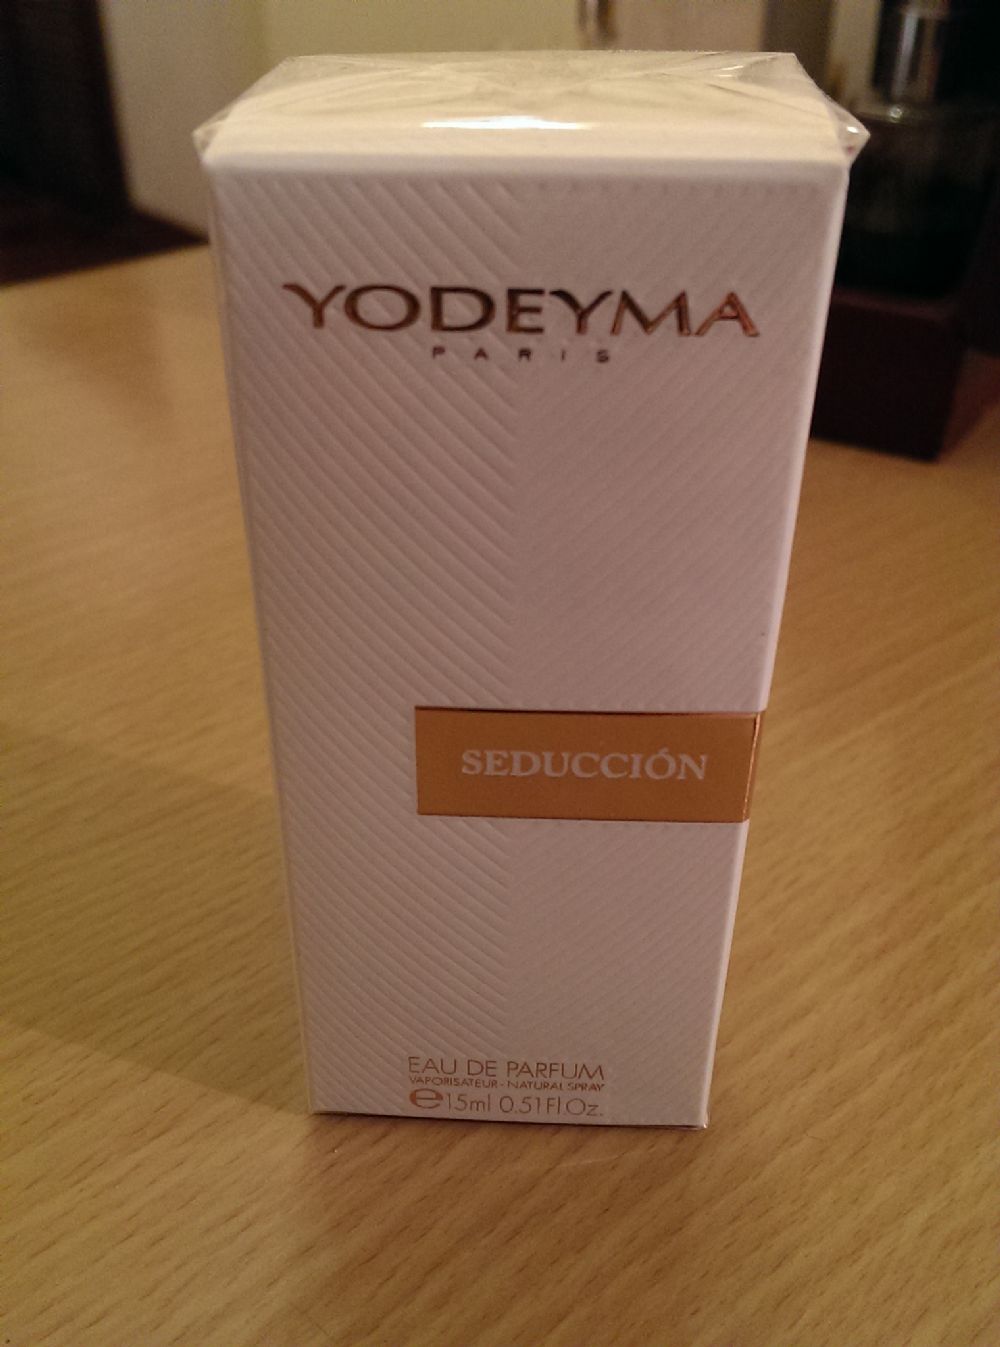 YODEYMA
PARIS
SEDUCCIÓN
EAU DE PARFUM
VAPORISATEUR - NATURAL SPRAY
℮15ml 0.51Fl.Oz.